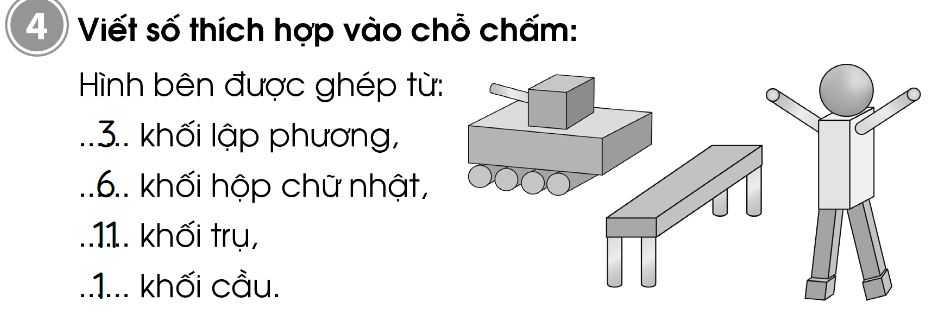 4 Viết số thích hợp vào chỗ chấm:
Hình bên được ghép từ:
..3... khối lập phương,
..6.. khối hộp chữ nhật,
..11.. khối trụ,
..1... khối cầu.